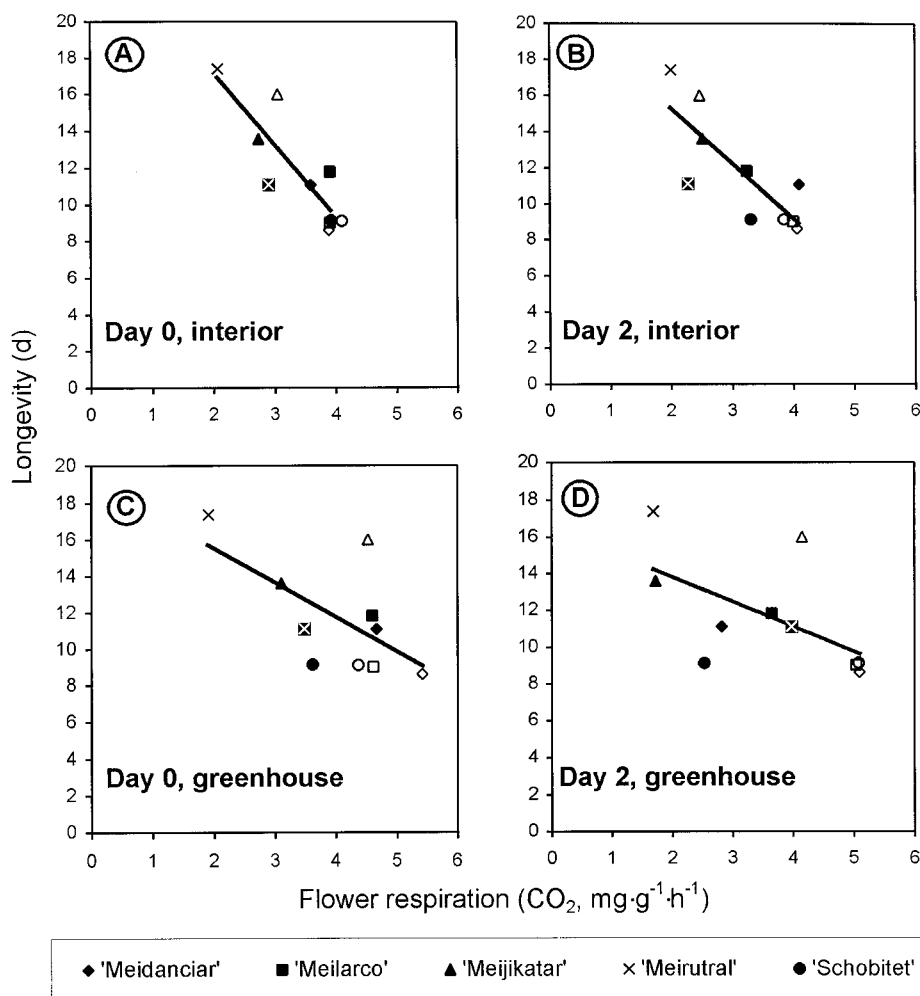 Longevity (d)
A
20
18
16
14
12
10
8
6
4
2
0
Day 0, interior
0 1 2 3 4 5 6
B
20
18
16
14
12
10
8
6
4
2
0
Day 2, interior
0 1 2 3 4 5 6
C
20
18
16
14
12
10
8
6
4
2
0
Day 0, greenhouse
0 1 2 3 4 5 6
D
20
18
16
14
12
10
8
6
4
2
0
Day 2, greenhouse
0 1 2 3 4 5 6
Flower respiration (CO₂, mg·g⁻¹·h⁻¹)
◆ 'Meidanciar' ■ 'Meilarco' ▲ 'Meijikatar' × 'Meirutral' ● 'Schobitet'